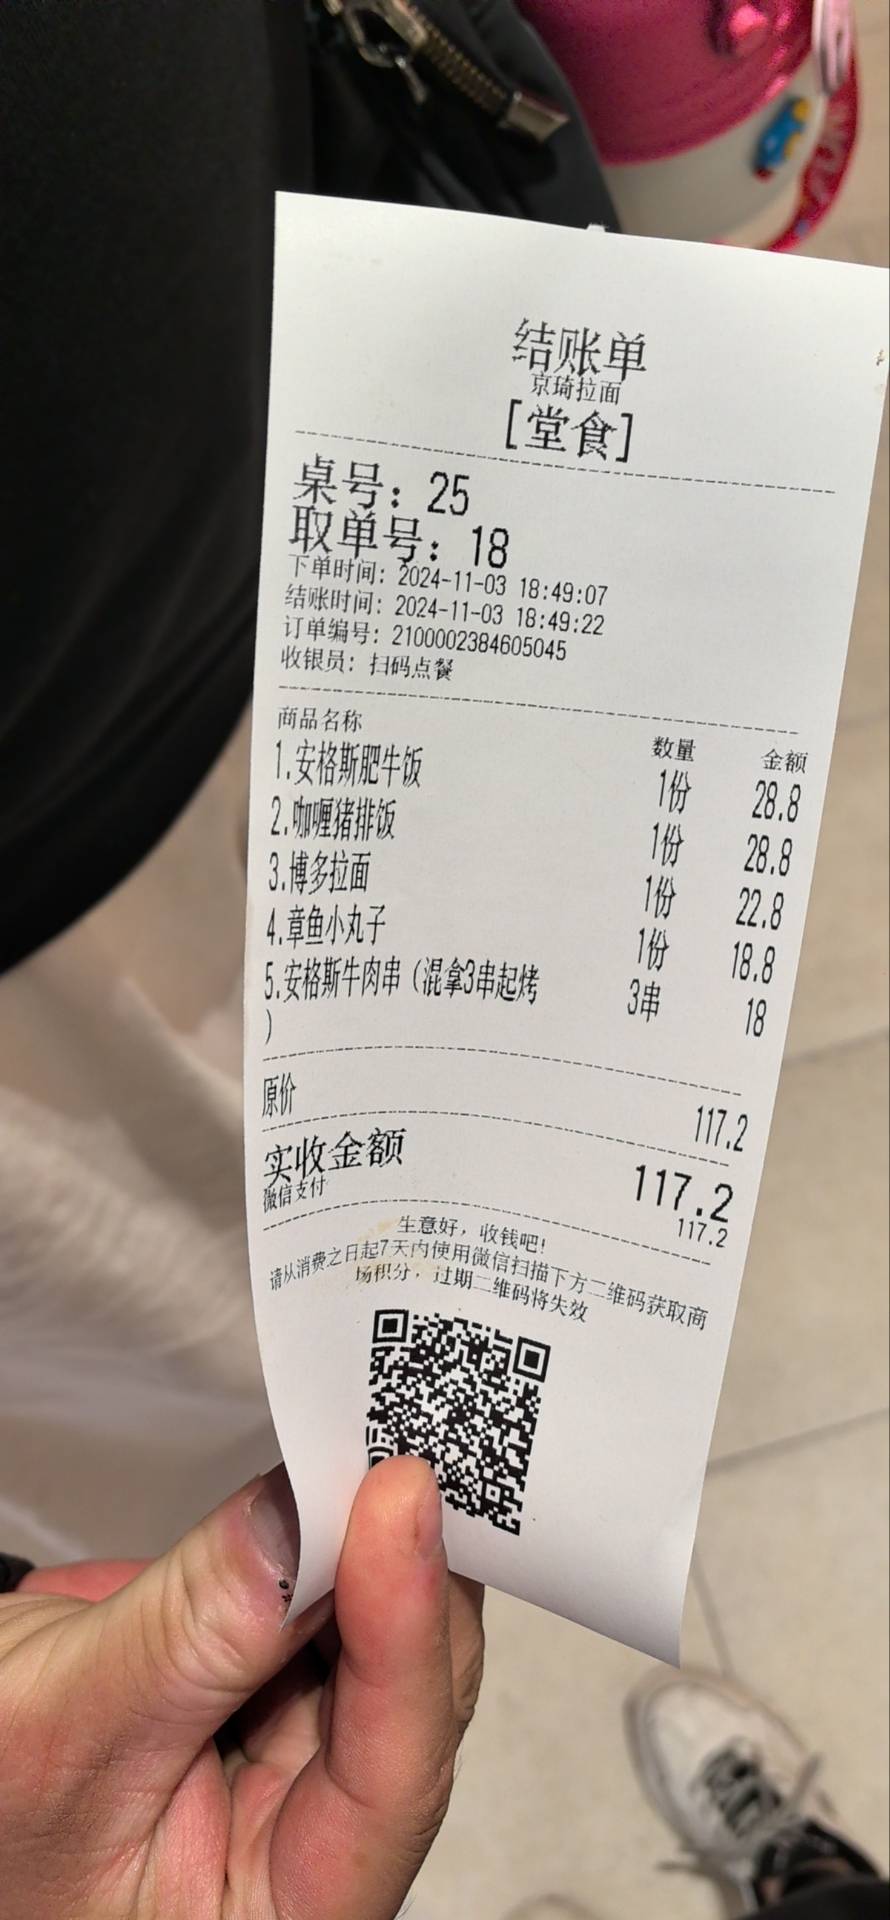 结账单
京琦拉面
[堂食]
桌号：25
取单号：18
下单时间：2024-11-03 18:49:07
结账时间：2024-11-03 18:49:22
订单编号：2100002384605045
收银员：扫码点餐
商品名称 数量 金额
1.安格斯肥牛饭 1份 28.8
2.咖喱猪排饭 1份 28.8
3.博多拉面 1份 22.8
4.章鱼小丸子 1份 18.8
5.安格斯牛肉串（混拿3串起烤 3串 18
）
原价 117.2
实收金额 117.2
微信支付 117.2
生意好，收钱吧！
请从消费之日起7天内使用微信扫描下方二维码获取商
场积分，过期二维码将失效